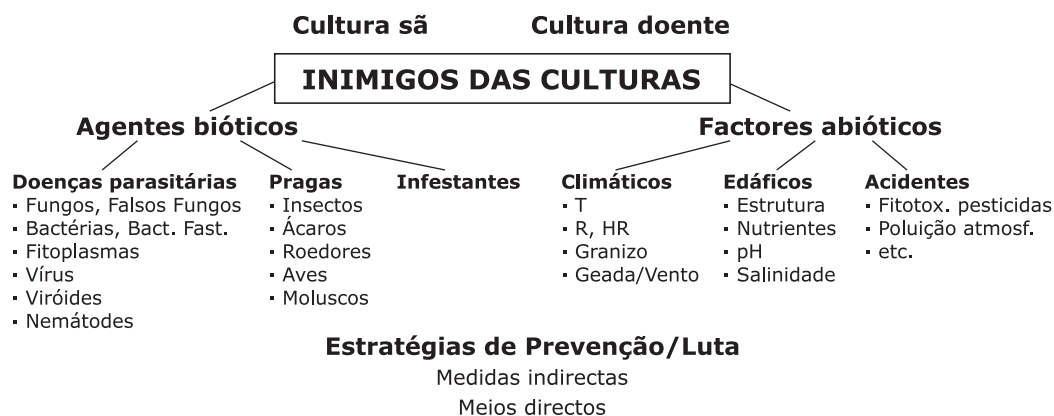 Cultura sã Cultura doente
INIMIGOS DAS CULTURAS
Agentes bióticos
Doenças parasitárias
▪ Fungos, Falsos Fungos
▪ Bactérias, Bact. Fast.
▪ Fitoplasmas
▪ Vírus
▪ Viróides
▪ Nemátodes
Pragas
▪ Insectos
▪ Ácaros
▪ Roedores
▪ Aves
▪ Moluscos
Infestantes
Factores abióticos
Climáticos
▪ T
▪ R, HR
▪ Granizo
▪ Geada/Vento
Edáficos
▪ Estrutura
▪ Nutrientes
▪ pH
▪ Salinidade
Acidentes
▪ Fitotox. pesticidas
▪ Poluição atmosf.
▪ etc.
Estratégias de Prevenção/Luta
Medidas indirectas
Meios directos